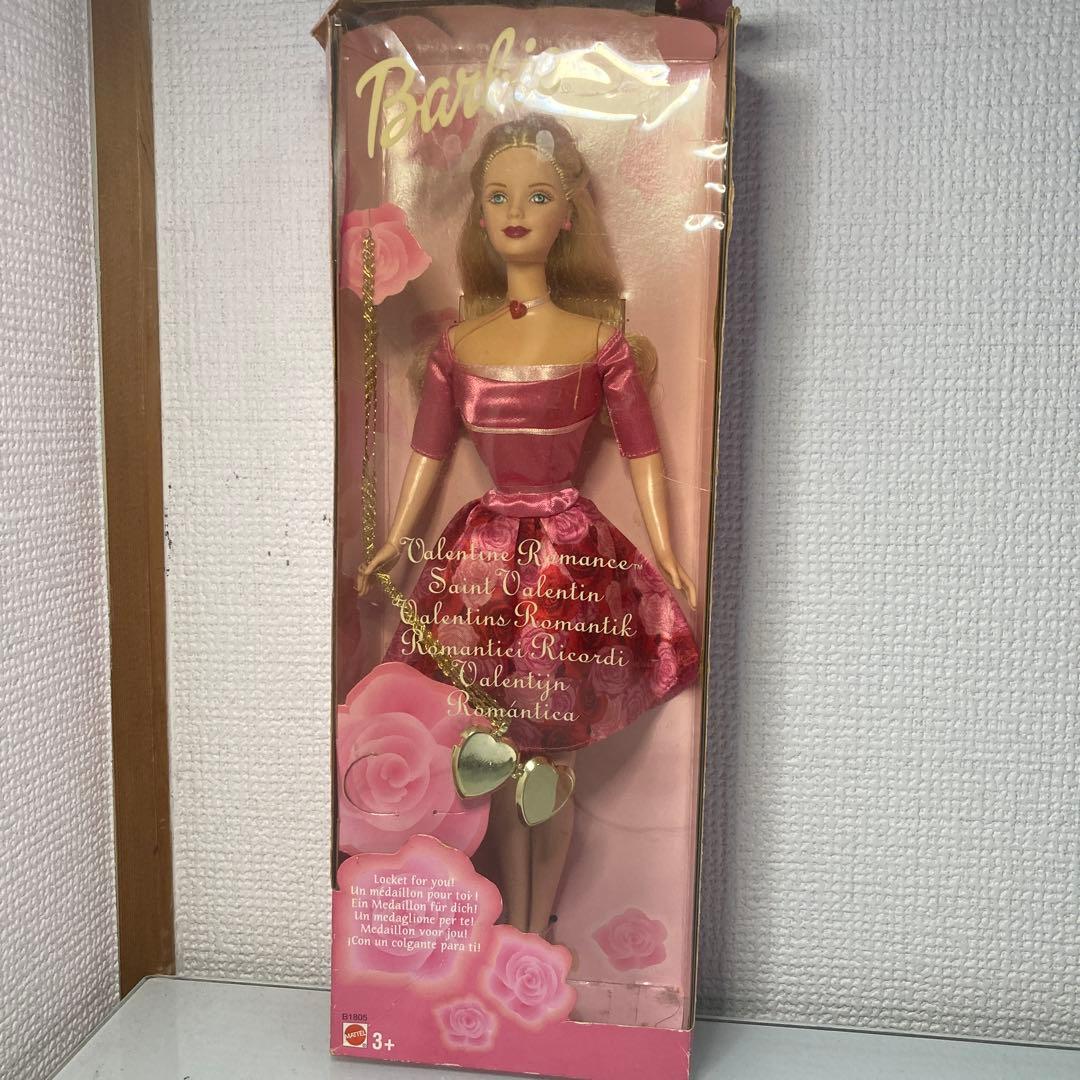 Barbie
Valentine Romance™
Saint Valentin
Valentins Romantik
Romantici Ricordi
Valentijn
Romántica
Locket for you!
Un médaillon pour toi!
Ein Medaillon für dich!
Un medaglione per te!
Medaillon voor jou!
¡Con un colgante para ti!
B1805
MATTEL
3+